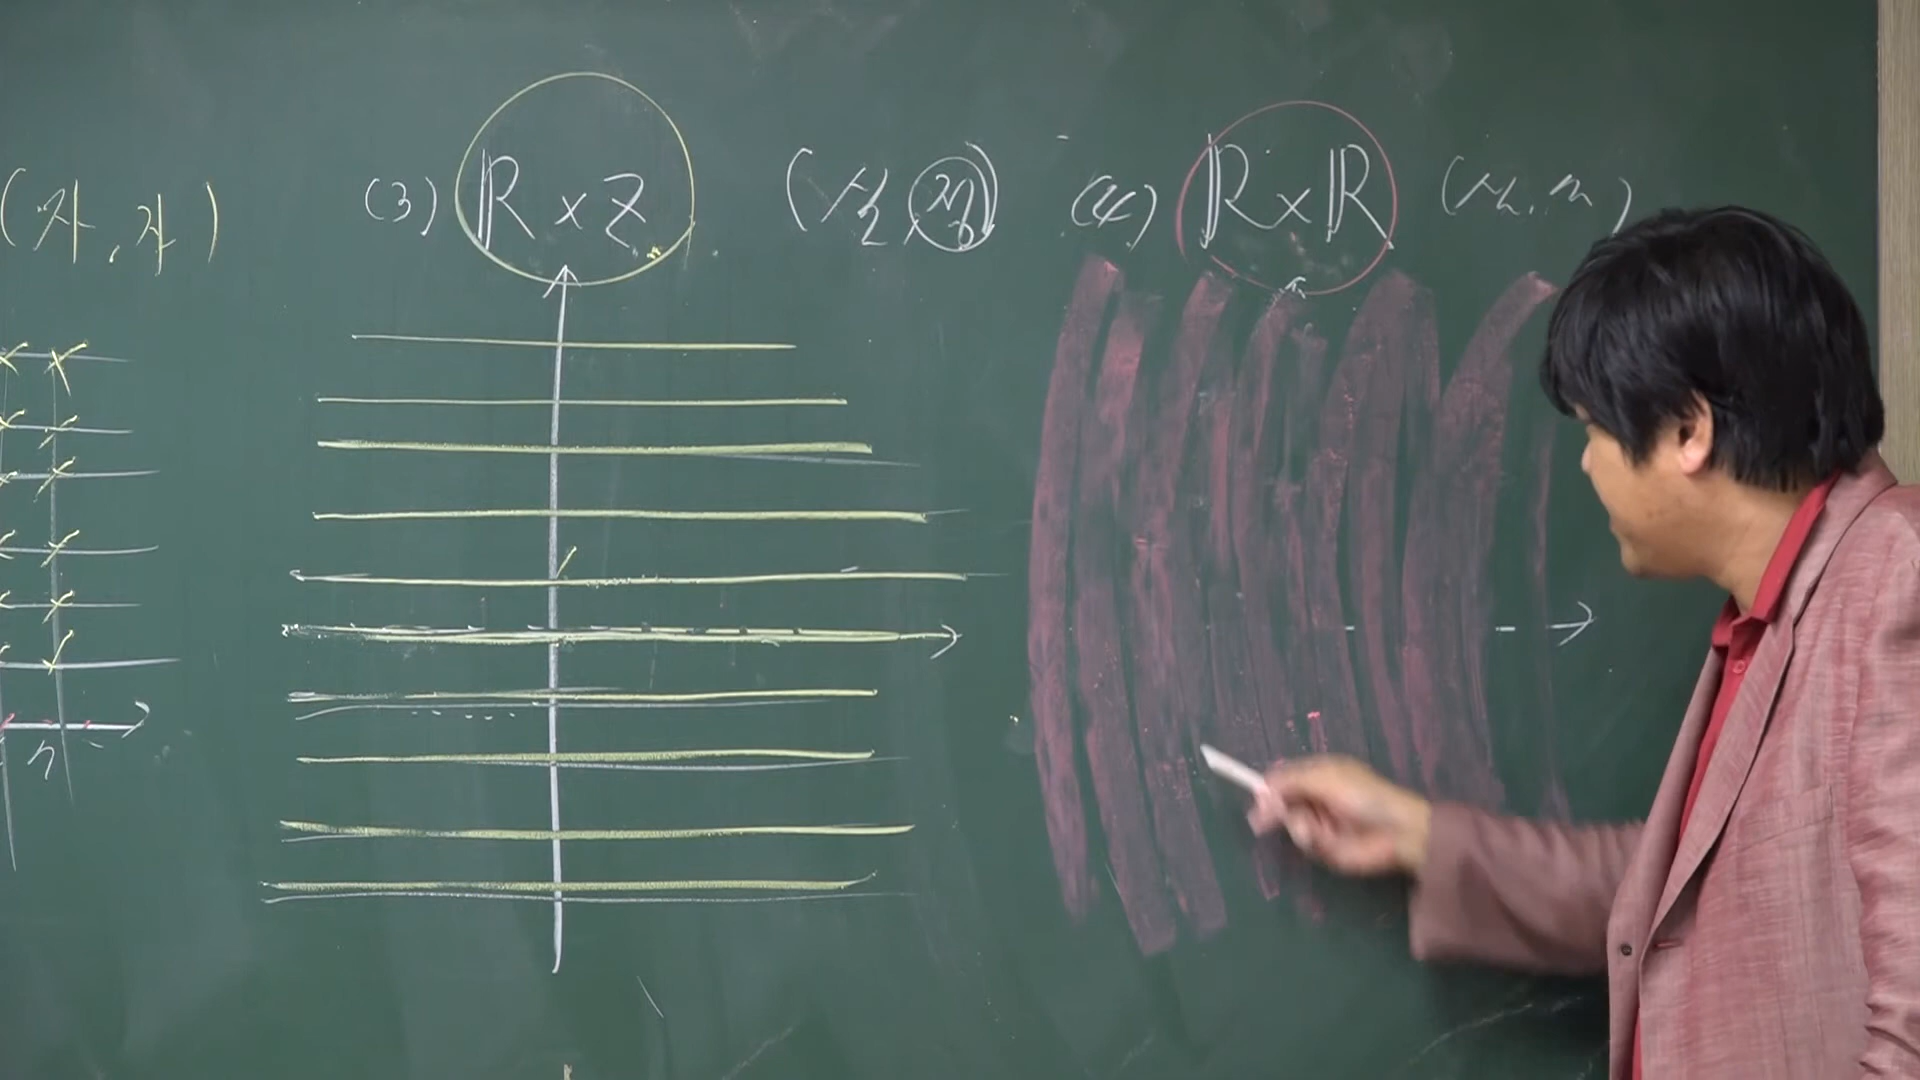 (자, 자)
(3) ℝ × ℤ (실, 정)
(4) ℝ × ℝ (실, 실)
n